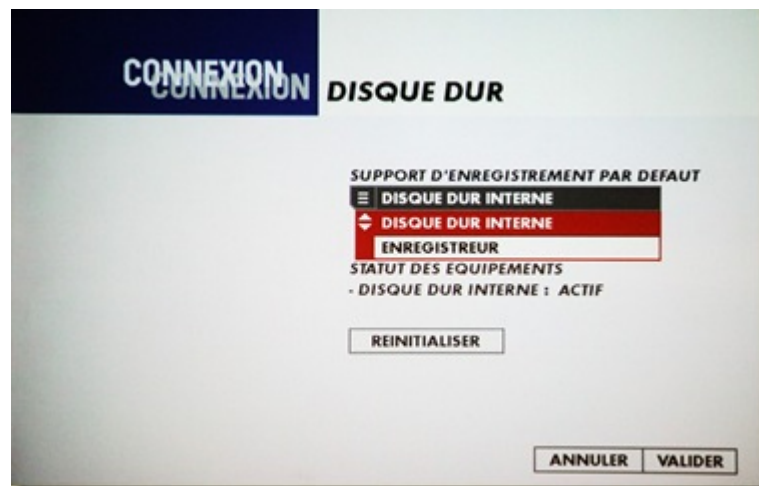 CONNEXION
CONNEXION
DISQUE DUR
SUPPORT D'ENREGISTREMENT PAR DEFAUT
DISQUE DUR INTERNE
DISQUE DUR INTERNE
ENREGISTREUR
STATUT DES EQUIPEMENTS
- DISQUE DUR INTERNE : ACTIF
REINITIALISER
ANNULER VALIDER